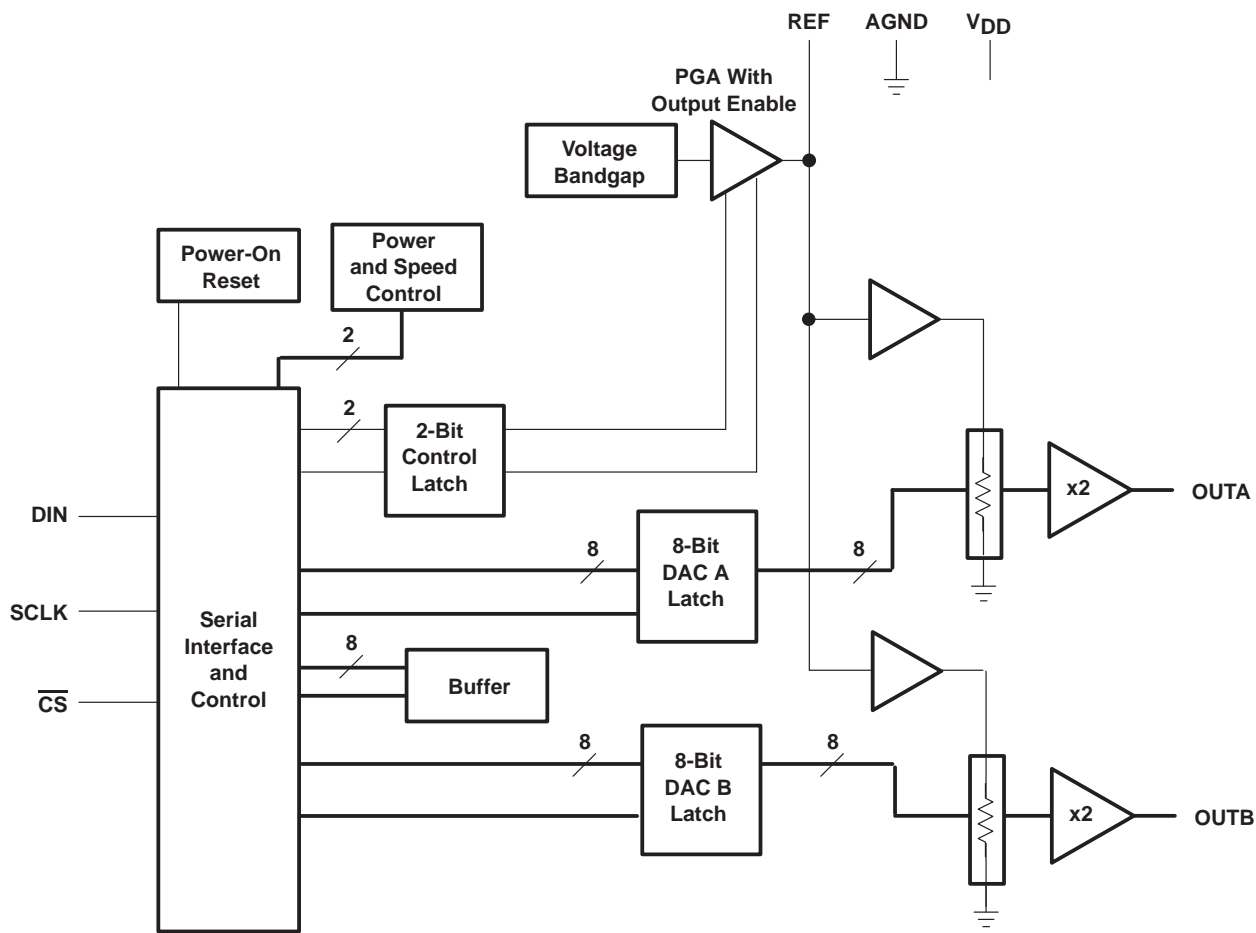 REF AGND VDD
PGA With
Output Enable
Voltage
Bandgap
Power-On
Reset
Power
and Speed
Control
2
2
2-Bit
Control
Latch
DIN
SCLK
CS
Serial
Interface
and
Control
8
8-Bit
DAC A
Latch
8
x2
OUTA
8
Buffer
8
8-Bit
DAC B
Latch
8
x2
OUTB